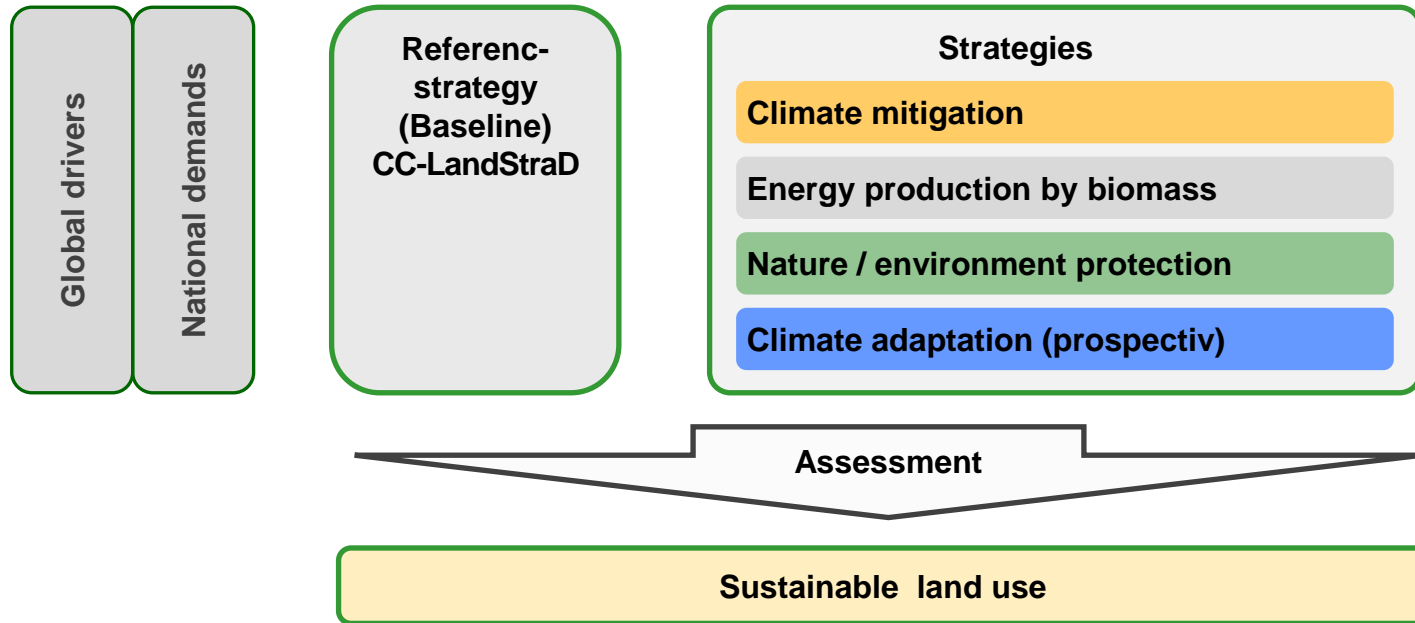 Global drivers
National demands
Referenc-
strategy
(Baseline)
CC-LandStraD
Strategies
Climate mitigation
Energy production by biomass
Nature / environment protection
Climate adaptation (prospectiv)
Assessment
Sustainable  land use